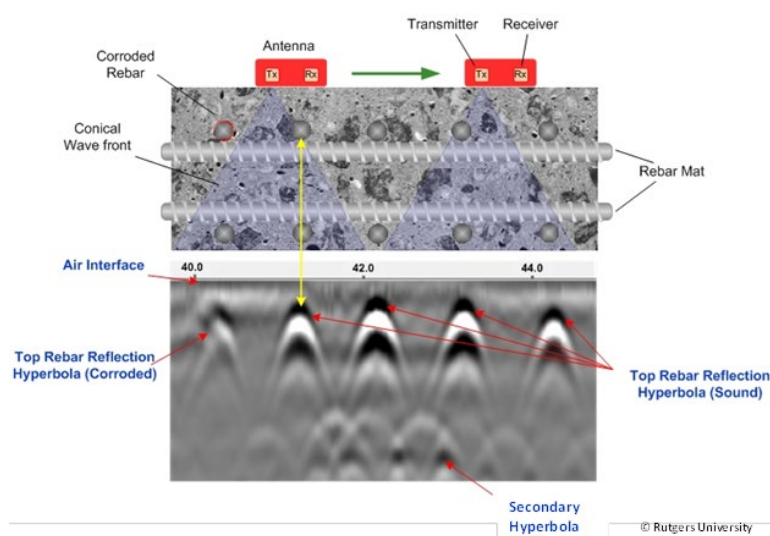 Transmitter
Receiver
Antenna
Corroded
Rebar
Tx
Rx
Tx
Rx
Conical
Wave front
Rebar Mat
Air Interface
40.0
42.0
44.0
Top Rebar Reflection
Hyperbola (Corroded)
Top Rebar Reflection
Hyperbola (Sound)
Secondary
Hyperbola
© Rutgers University